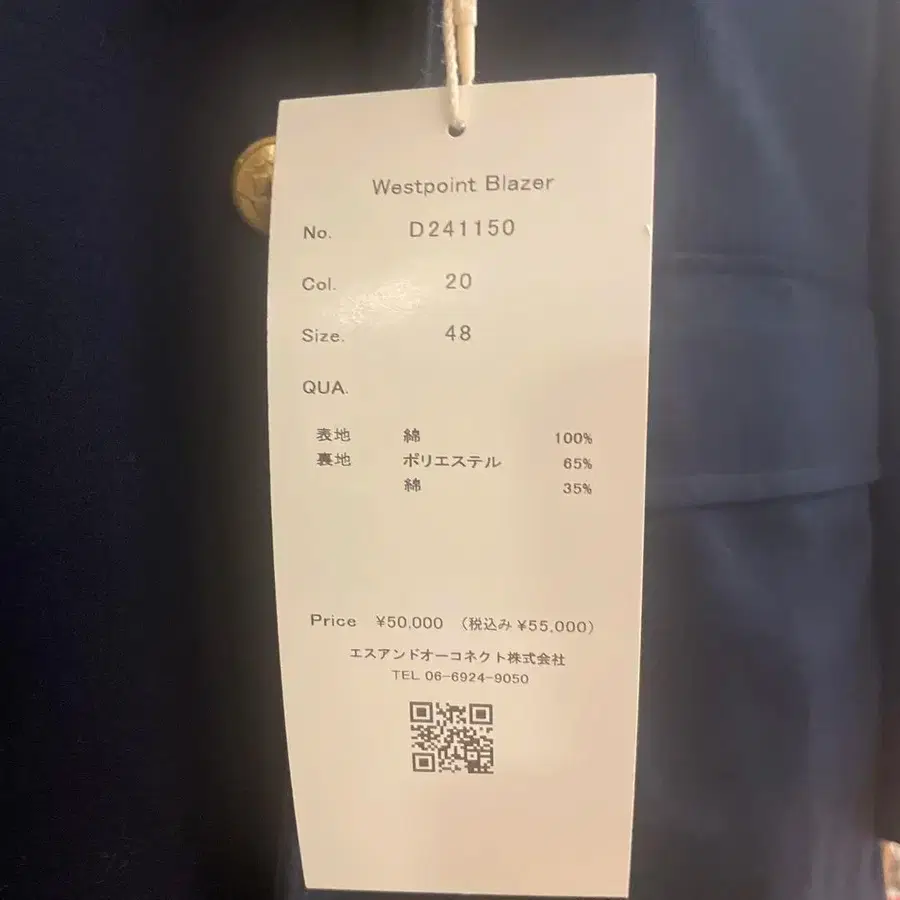 Westpoint Blazer
No. D241150
Col. 20
Size. 48
QUA.
表地 綿 100%
裏地 ポリエステル 65%
綿 35%
Price ¥50,000 (税込み ¥55,000)
エスアンドオーコネクト株式会社
TEL 06-6924-9050